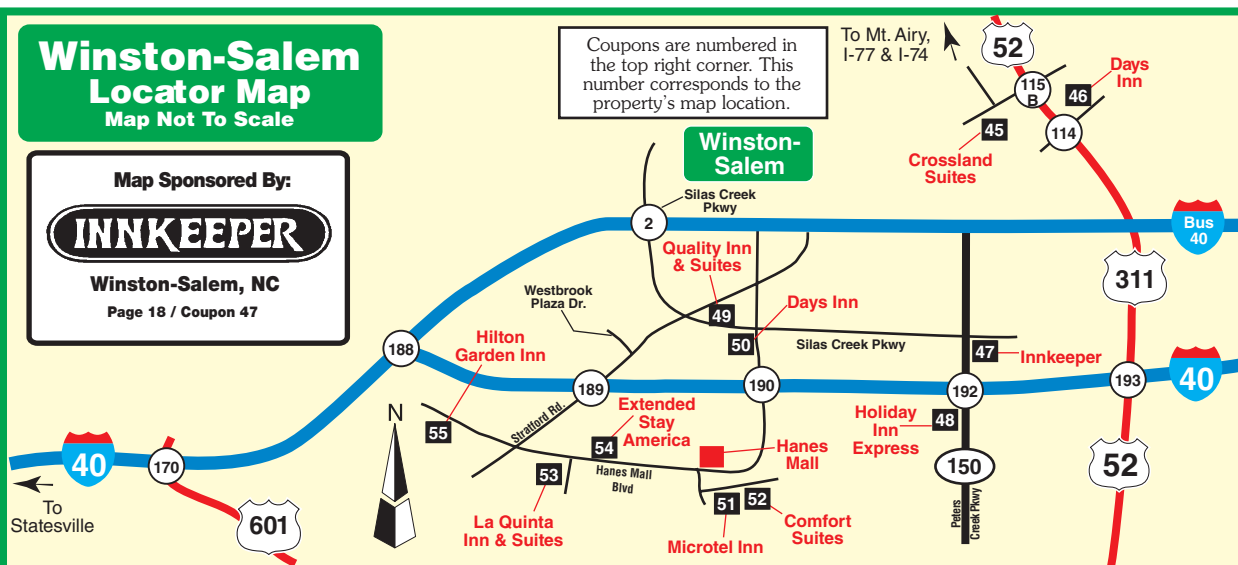 Winston-Salem
Locator Map
Map Not To Scale
Map Sponsored By:
INNKEEPER
Winston-Salem, NC
Page 18 / Coupon 47
Coupons are numbered in
the top right corner. This
number corresponds to the
property's map location.
To Mt. Airy,
I-77 & I-74
52
115
B
46
Days
Inn
45
114
Crossland
Suites
Winston-
Salem
Silas Creek
Pkwy
2
Bus
40
311
Quality Inn
& Suites
Westbrook
Plaza Dr.
49
Days Inn
50
Silas Creek Pkwy
47
Innkeeper
Hilton
Garden Inn
188
189
190
192
193
40
N
55
Stratford Rd.
Extended
Stay
America
54
Holiday
Inn
Express
48
Hanes
Mall
40
170
53
Hanes Mall
Blvd
150
52
To
Statesville
601
La Quinta
Inn & Suites
51
52
Microtel Inn
Comfort
Suites
Peters
Creek Pkwy